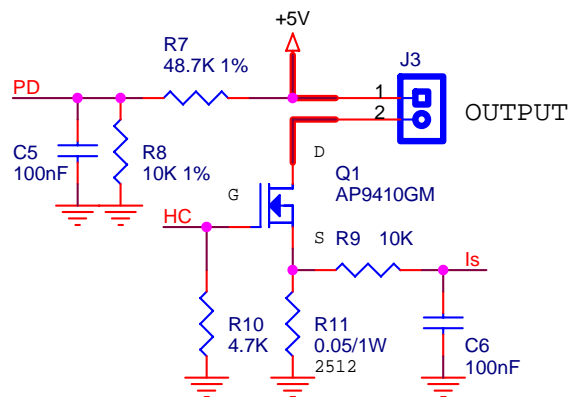 +5V
R7
48.7K 1%
J3
PD
1
2
OUTPUT
C5
100nF
R8
10K 1%
D
Q1
AP9410GM
G
HC
S
R9 10K
Is
R10
4.7K
R11
0.05/1W
2512
C6
100nF